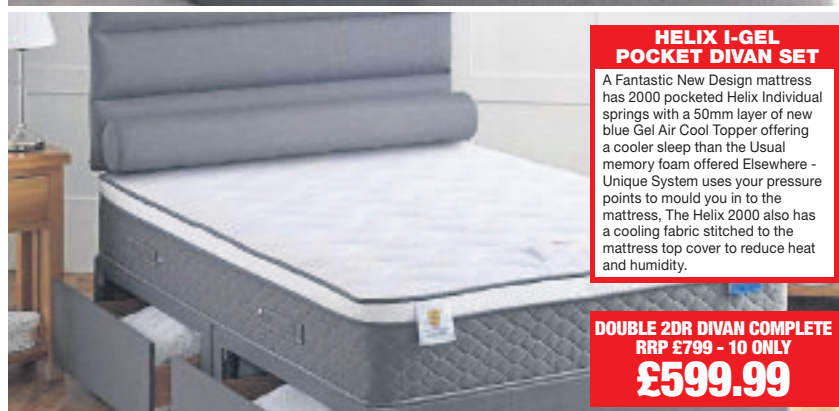 HELIX I-GEL
POCKET DIVAN SET
A Fantastic New Design mattress
has 2000 pocketed Helix Individual
springs with a 50mm layer of new
blue Gel Air Cool Topper offering
a cooler sleep than the Usual
memory foam offered Elsewhere -
Unique System uses your pressure
points to mould you in to the
mattress, The Helix 2000 also has
a cooling fabric stitched to the
mattress top cover to reduce heat
and humidity.
DOUBLE 2DR DIVAN COMPLETE
RRP £799 - 10 ONLY
£599.99